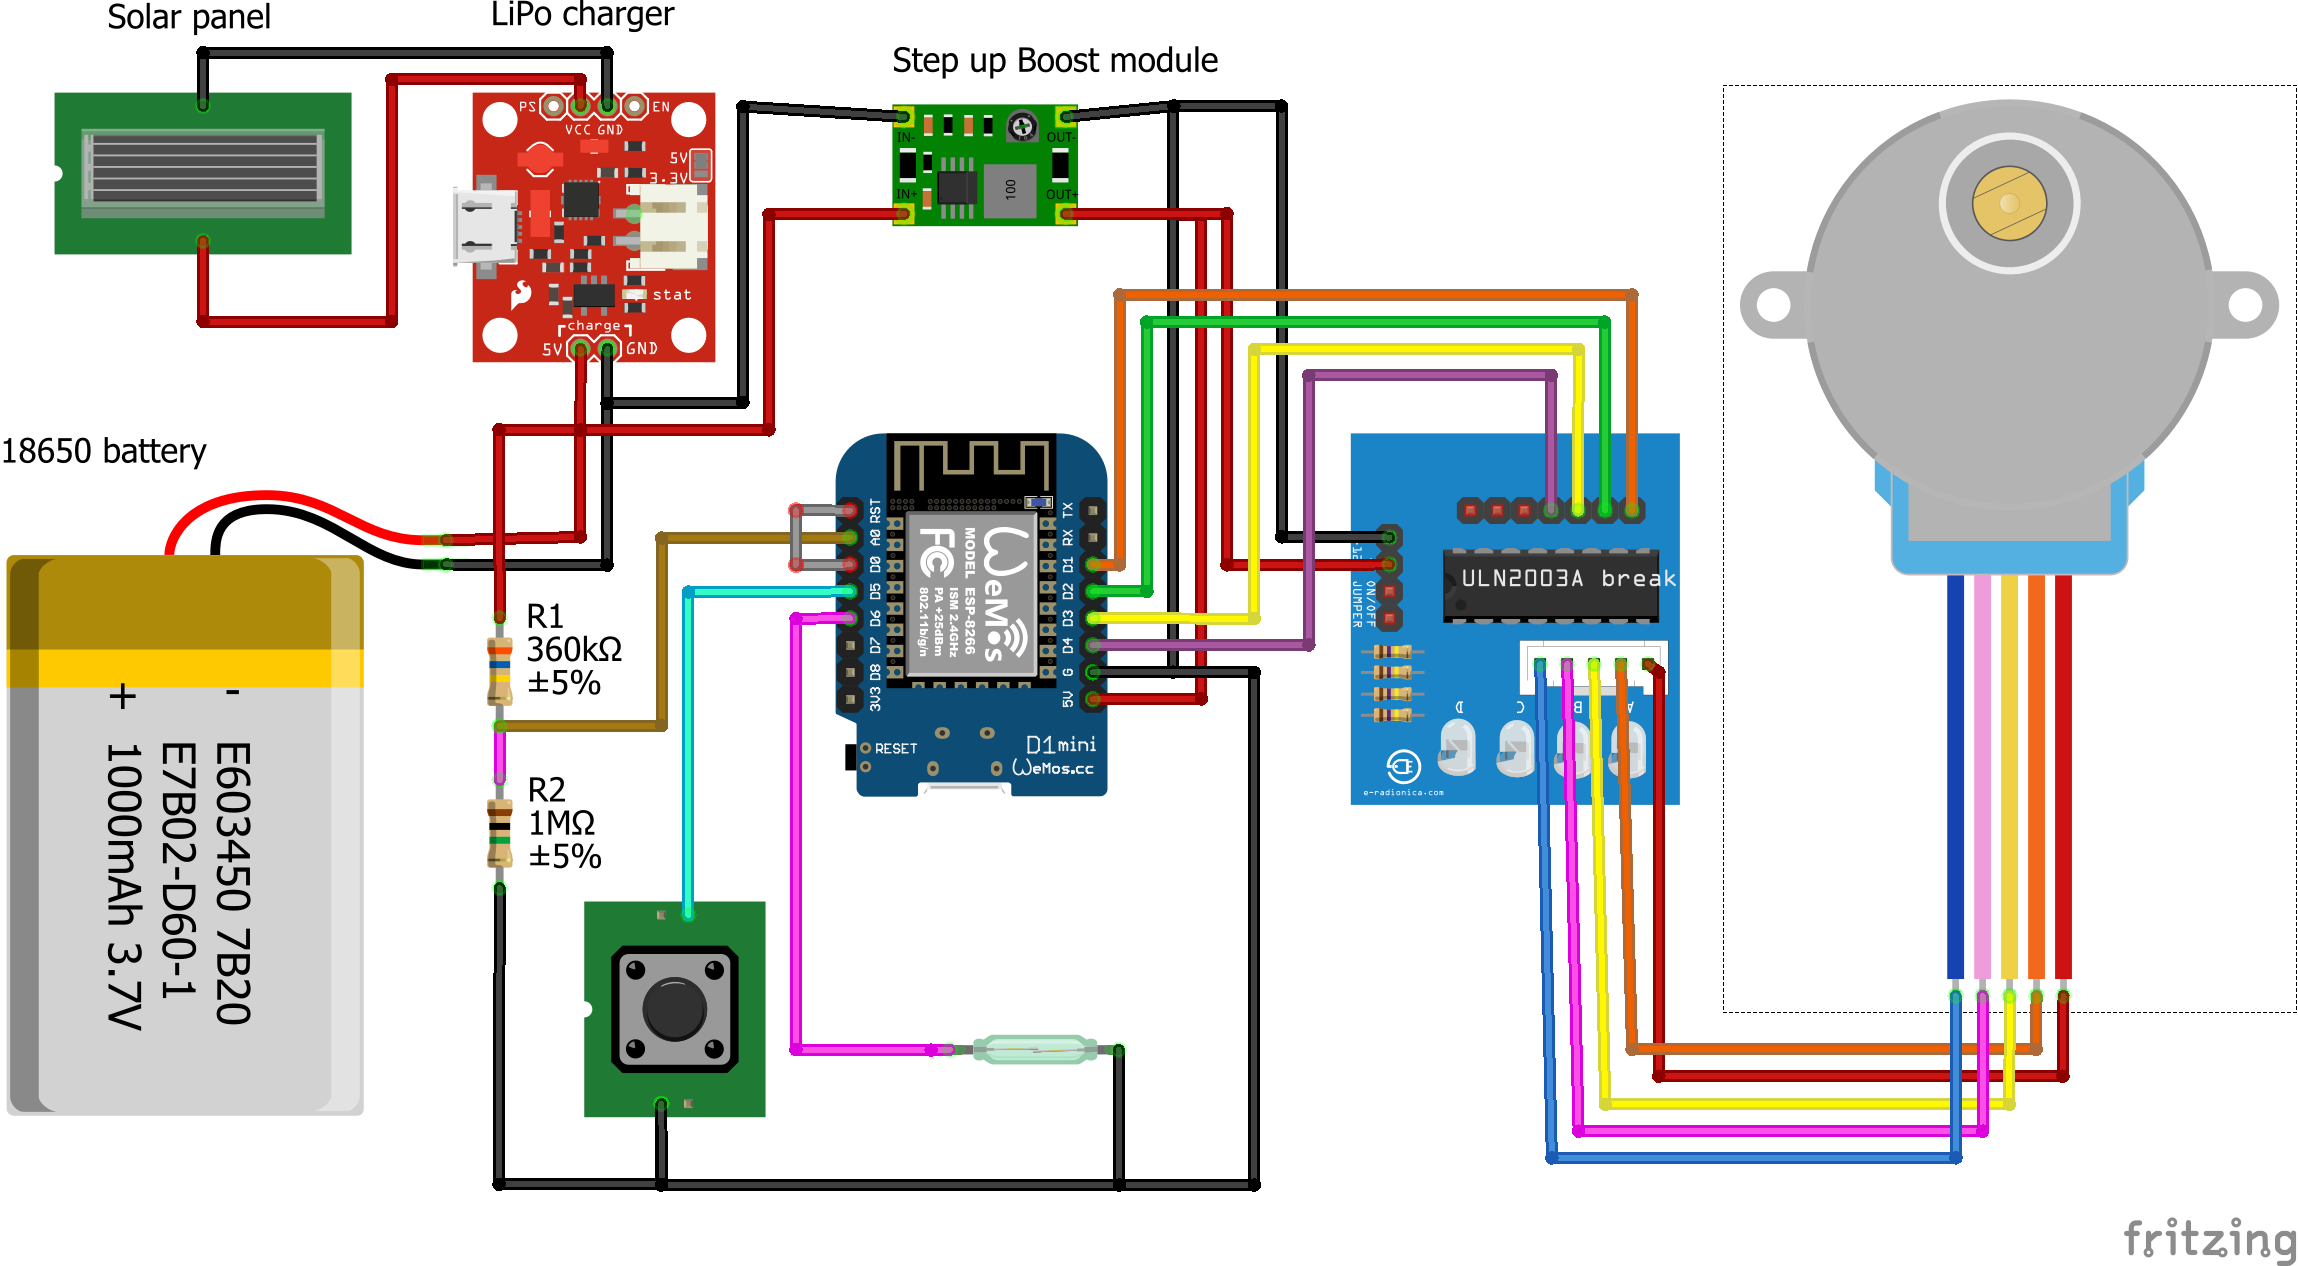 Solar panel
LiPo charger
Step up Boost module
PS
EN
VCC GND
5V
3.3V
stat
charge
5V
GND
IN-
IN+
OUT-
OUT+
100
18650 battery
+
-
E603450 7B20
E7B02-D60-1
1000mAh 3.7V
R1
360kΩ
±5%
R2
1MΩ
±5%
RST
A0
D0
D5
D6
D7
D8
3V3
TX
RX
D1
D2
D3
D4
G
5V
WeMos
MODEL ESP-8266
ISM 2.4GHz
PA +25dBm
802.11b/g/n
FC
RESET
D1mini
WeMos.cc
ON/OFF
JUMPER
ULN2003A break
D
C
B
A
e-radionica.com
fritzing